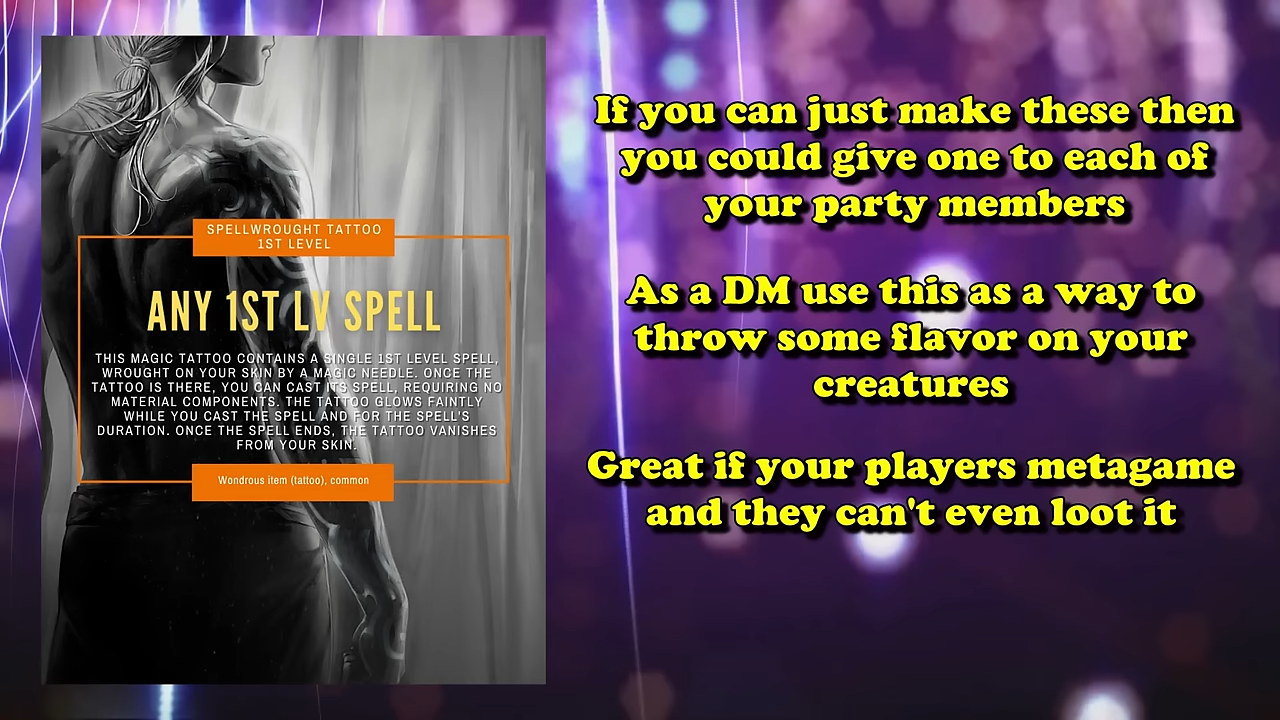 SPELLWROUGHT TATTOO
1ST LEVEL
ANY 1ST LV SPELL
THIS MAGIC TATTOO CONTAINS A SINGLE 1ST LEVEL SPELL,
WROUGHT ON YOUR SKIN BY A MAGIC NEEDLE. ONCE THE
TATTOO IS THERE, YOU CAN CAST ITS SPELL, REQUIRING NO
MATERIAL COMPONENTS. THE TATTOO GLOWS FAINTLY
WHILE YOU CAST THE SPELL AND FOR THE SPELL'S
DURATION. ONCE THE SPELL ENDS, THE TATTOO VANISHES
FROM YOUR SKIN.
Wondrous item (tattoo), common
If you can just make these then
you could give one to each of
your party members
As a DM use this as a way to
throw some flavor on your
creatures
Great if your players metagame
and they can't even loot it